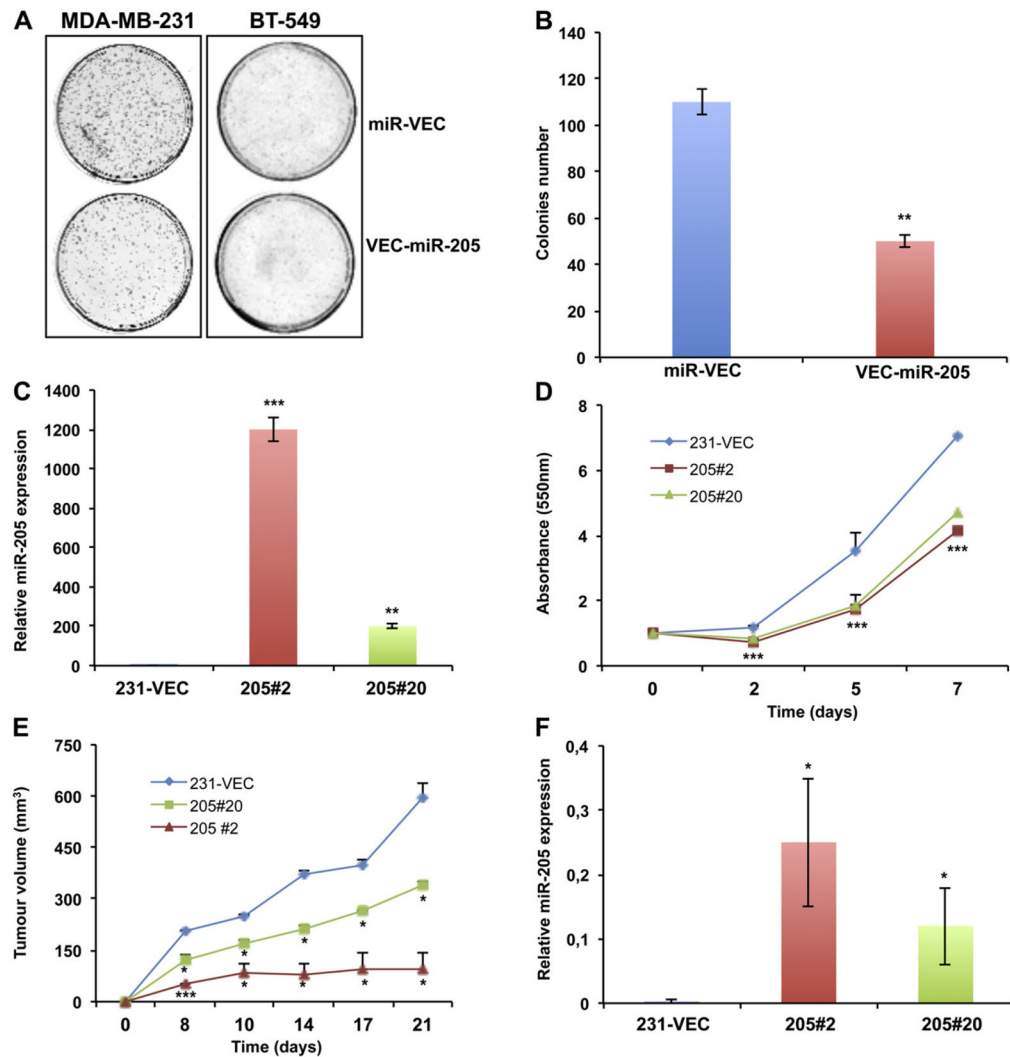 A
MDA-MB-231
BT-549
miR-VEC
VEC-miR-205
B
Colonies number
140
120
100
80
60
40
20
0
**
miR-VEC
VEC-miR-205
C
Relative miR-205 expression
1400
1200
1000
800
600
400
200
0
***
**
231-VEC
205#2
205#20
D
Absorbance (550nm)
8
6
4
2
0
231-VEC
205#2
205#20
***
***
***
0
2
5
7
Time (days)
E
Tumour volume (mm³)
750
600
450
300
150
0
231-VEC
205#20
205 #2
* * * * *
*** * * * *
0
8
10
14
17
21
Time (days)
F
Relative miR-205 expression
0,4
0,3
0,2
0,1
0
*
*
231-VEC
205#2
205#20